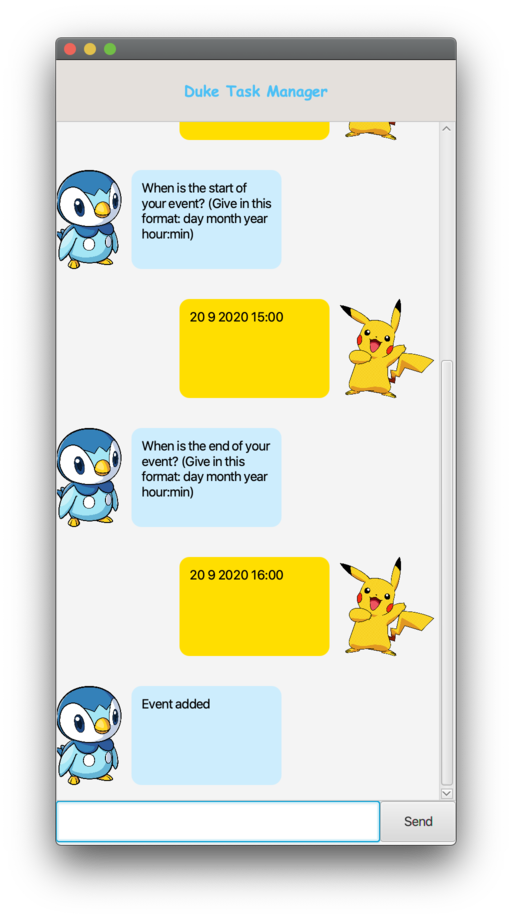 Duke Task Manager
When is the start of
your event? (Give in this
format: day month year
hour:min)
20 9 2020 15:00
When is the end of your
event? (Give in this
format: day month year
hour:min)
20 9 2020 16:00
Event added
Send